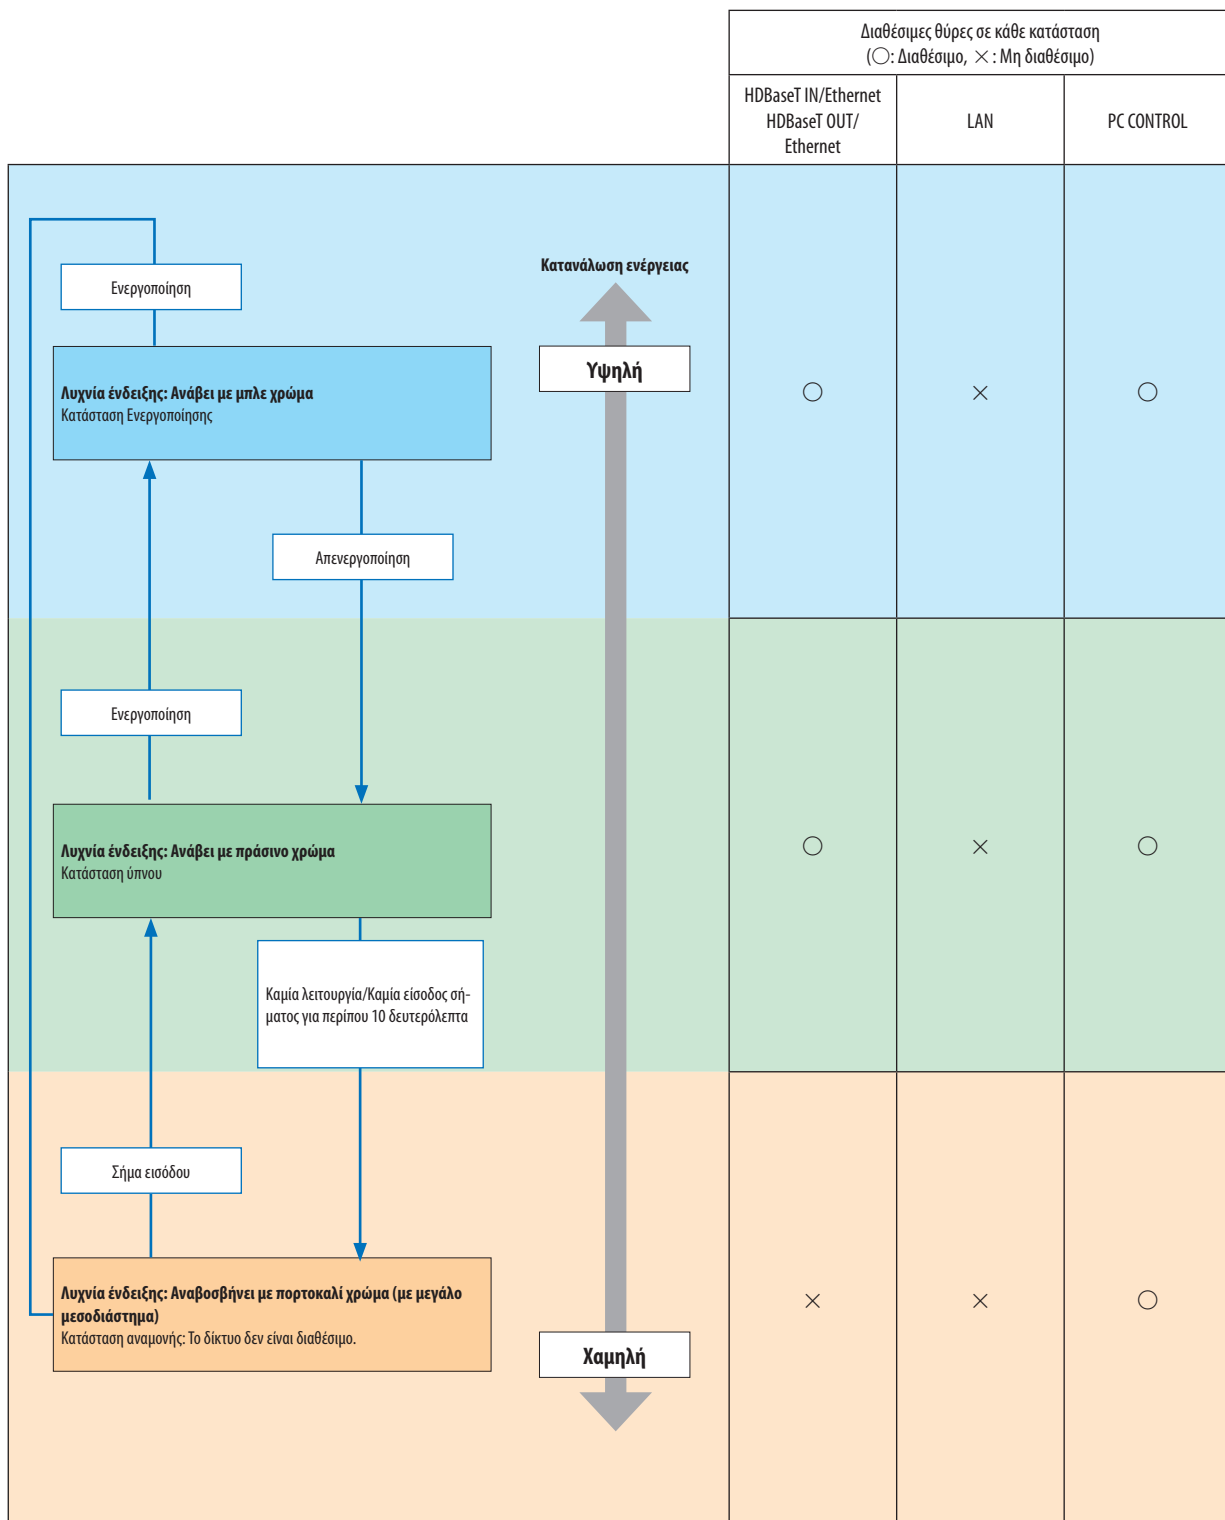 Διαθέσιμες θύρες σε κάθε κατάσταση
(○: Διαθέσιμο, ×: Μη διαθέσιμο)
HDBaseT IN/Ethernet
HDBaseT OUT/
Ethernet
LAN
PC CONTROL
Ενεργοποίηση
Κατανάλωση ενέργειας
Υψηλή
Λυχνία ένδειξης: Ανάβει με μπλε χρώμα
Κατάσταση Ενεργοποίησης
○ × ○
Απενεργοποίηση
Ενεργοποίηση
Λυχνία ένδειξης: Ανάβει με πράσινο χρώμα
Κατάσταση ύπνου
○ × ○
Καμία λειτουργία/Καμία είσοδος σή-
ματος για περίπου 10 δευτερόλεπτα
Σήμα εισόδου
Λυχνία ένδειξης: Αναβοσβήνει με πορτοκαλί χρώμα (με μεγάλο
μεσοδιάστημα)
Κατάσταση αναμονής: Το δίκτυο δεν είναι διαθέσιμο.
× × ○
Χαμηλή